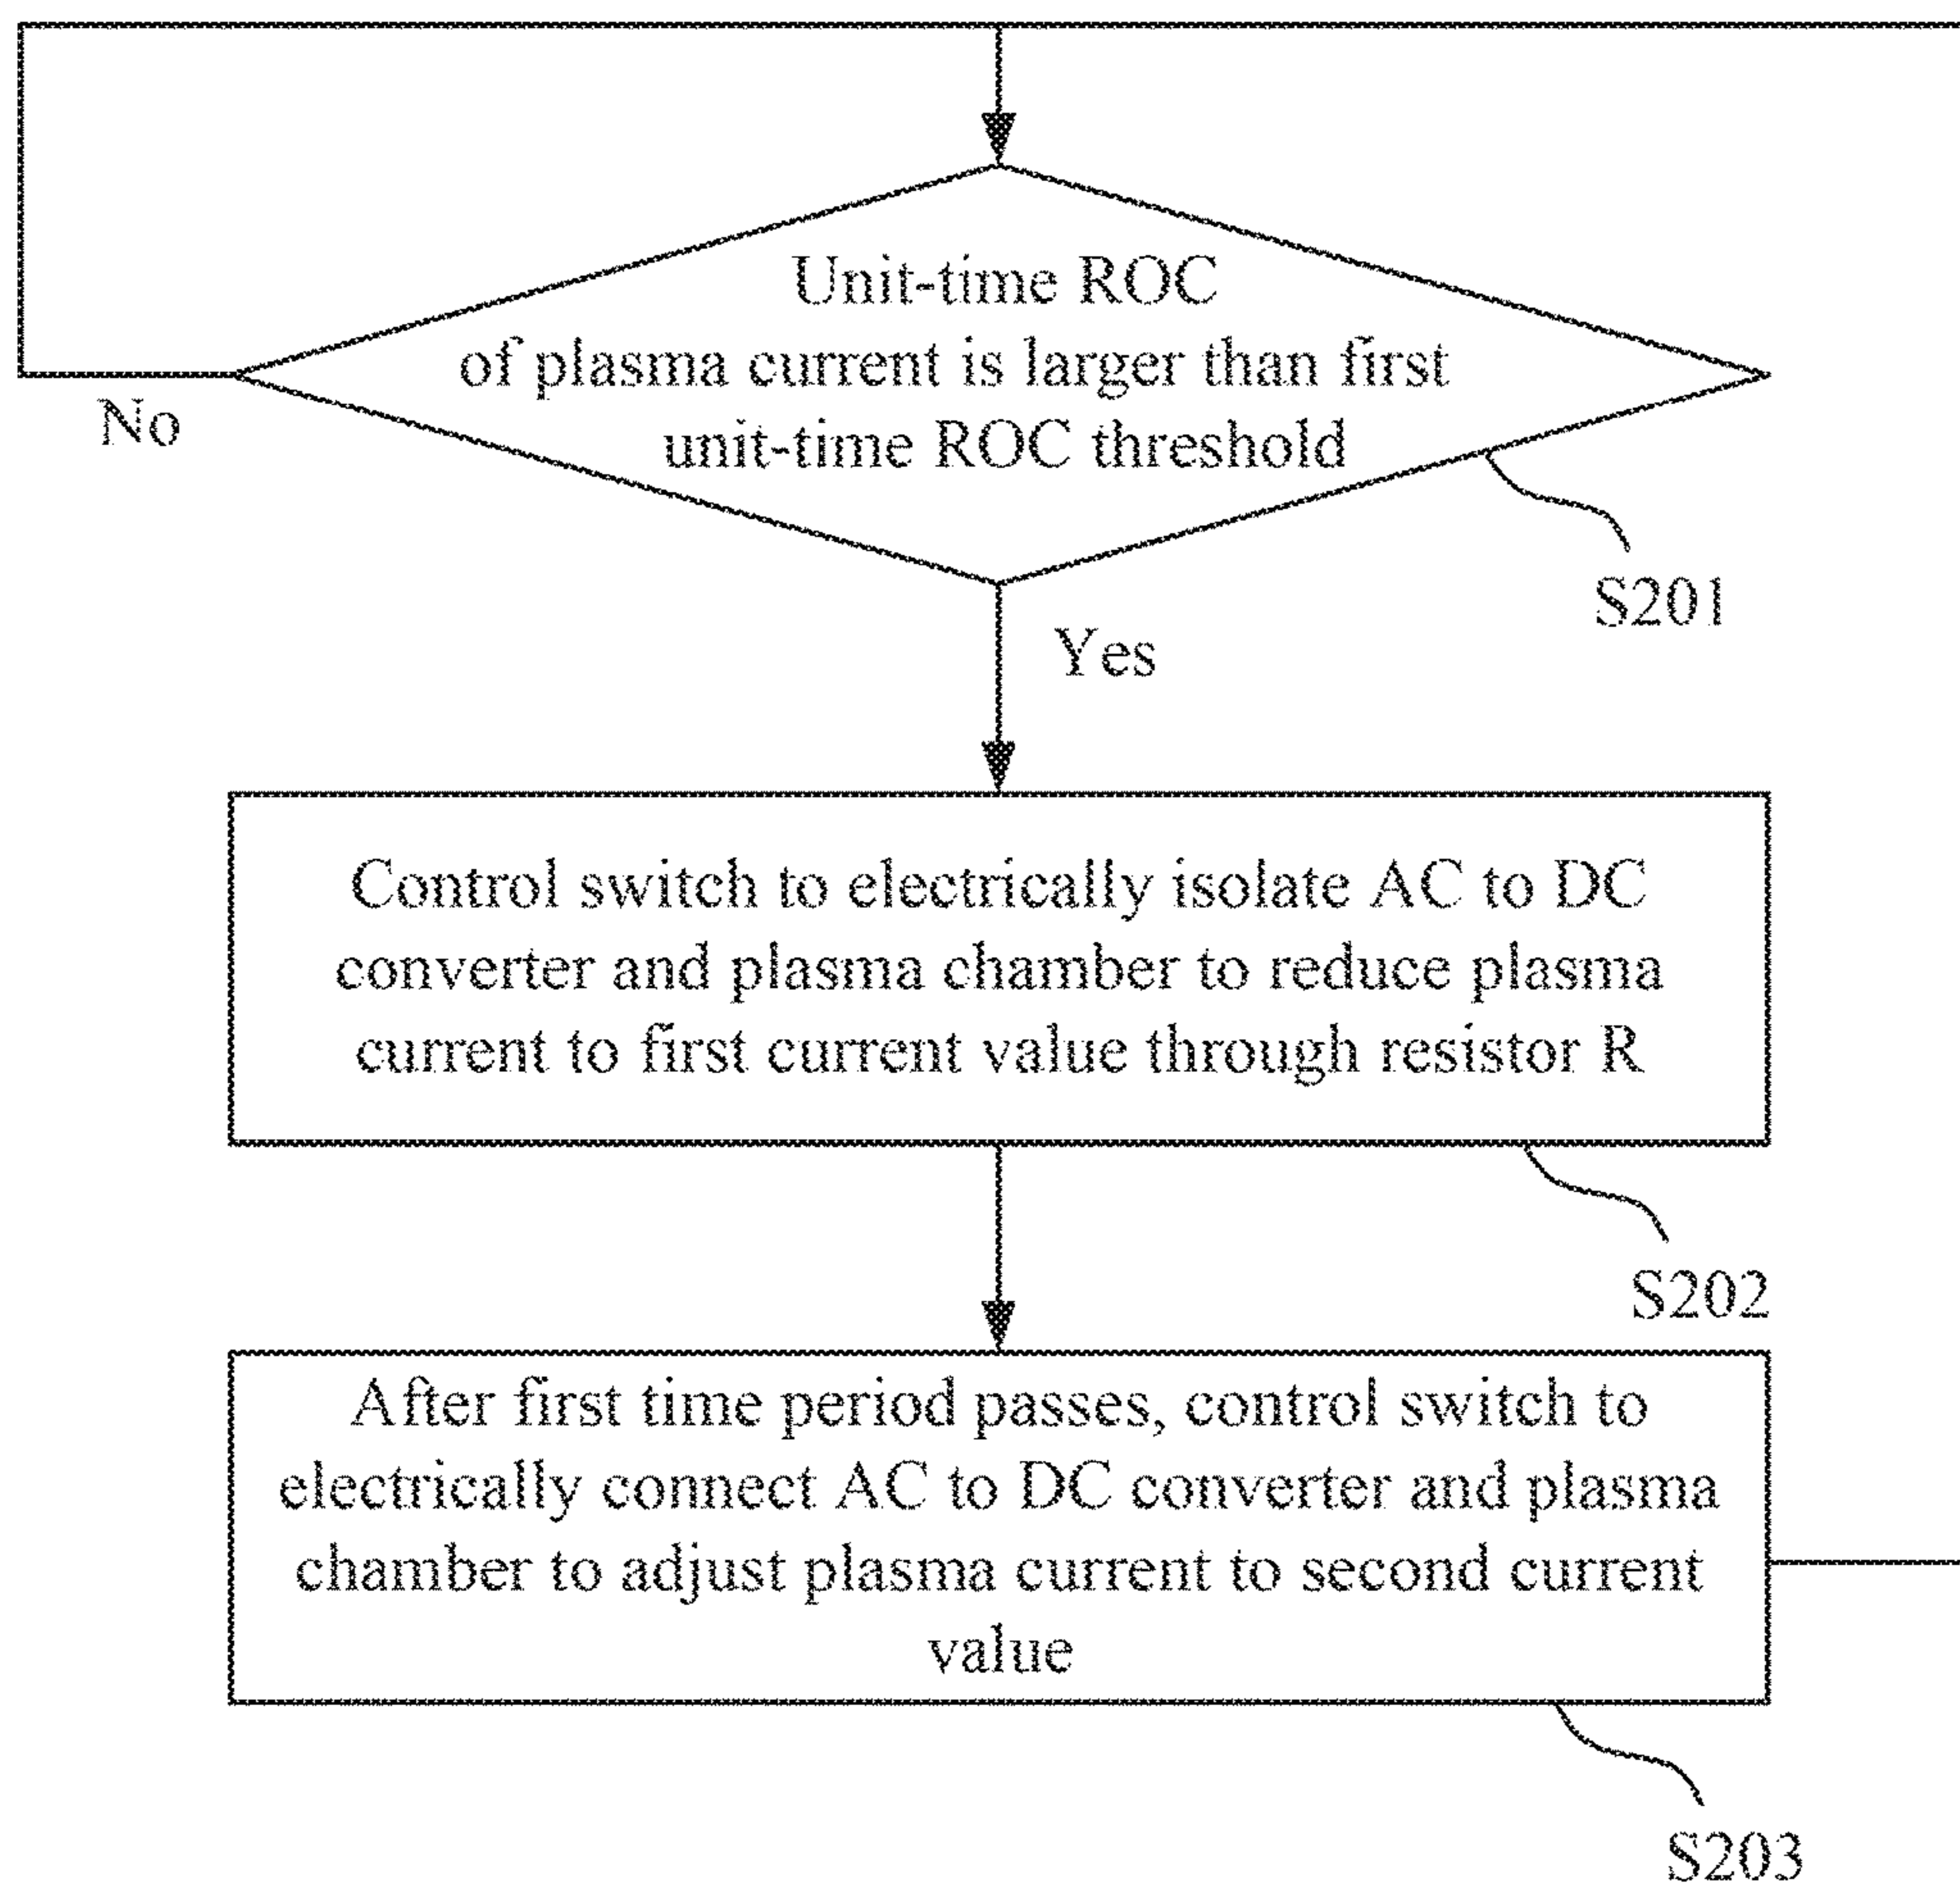 Unit-time ROC
of plasma current is larger than first
unit-time ROC threshold
No
S201
Yes
Control switch to electrically isolate AC to DC
converter and plasma chamber to reduce plasma
current to first current value through resistor R
S202
After first time period passes, control switch to
electrically connect AC to DC converter and plasma
chamber to adjust plasma current to second current
value
S203